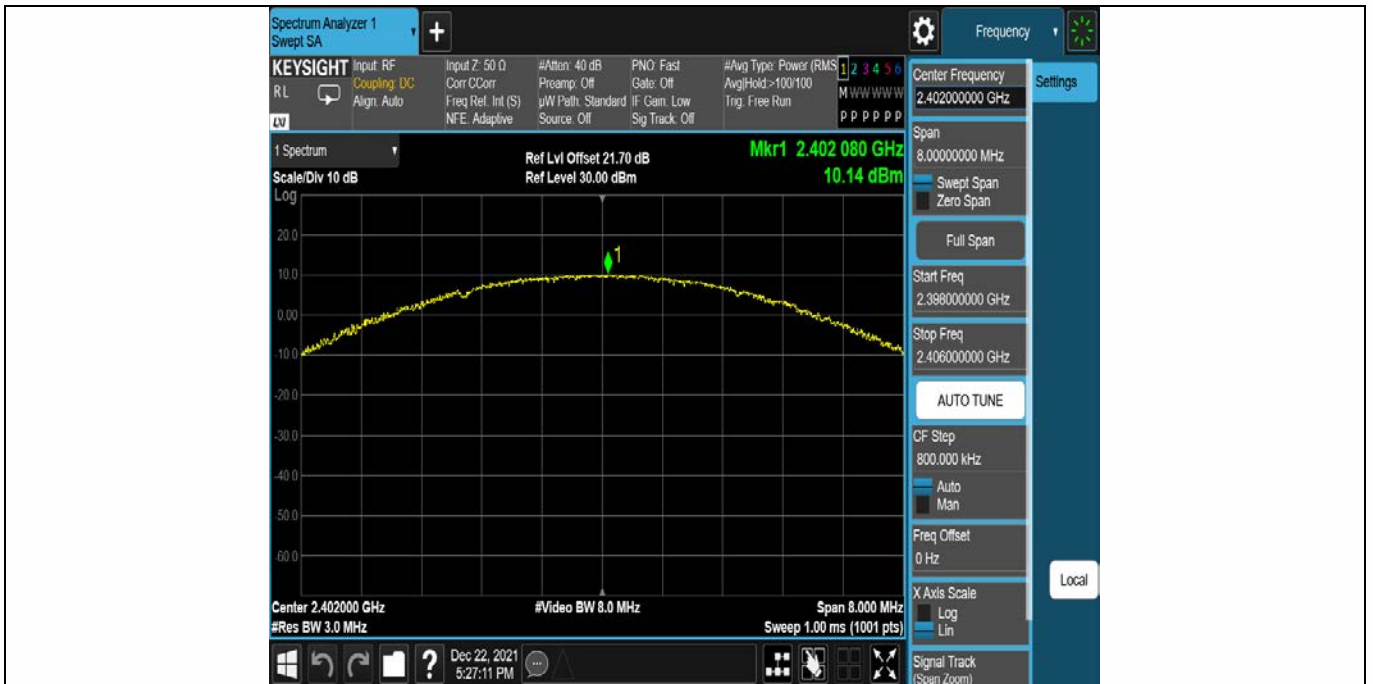 Spectrum Analyzer 1
Swept SA
+
Frequency
KEYSIGHT
RL
LXI
Input: RF
Coupling: DC
Align: Auto
Input Z: 50 Ω
Corr CCorr
Freq Ref: Int (S)
NFE: Adaptive
#Atten: 40 dB
Preamp: Off
µW Path: Standard
Source: Off
PNO: Fast
Gate: Off
IF Gain: Low
Sig Track: Off
#Avg Type: Power (RMS
Avg|Hold:>100/100
Trig: Free Run
1 2 3 4 5 6
M W W W W W
P P P P P P
1 Spectrum
Scale/Div 10 dB
Log
Ref Lvl Offset 21.70 dB
Ref Level 30.00 dBm
Mkr1 2.402 080 GHz
10.14 dBm
1
20.0
10.0
0.00
-10.0
-20.0
-30.0
-40.0
-50.0
-60.0
Center 2.402000 GHz
#Res BW 3.0 MHz
#Video BW 8.0 MHz
Span 8.000 MHz
Sweep 1.00 ms (1001 pts)
Dec 22, 2021
5:27:11 PM
?
Center Frequency
2.402000000 GHz
Settings
Span
8.00000000 MHz
Swept Span
Zero Span
Full Span
Start Freq
2.398000000 GHz
Stop Freq
2.406000000 GHz
AUTO TUNE
CF Step
800.000 kHz
Auto
Man
Freq Offset
0 Hz
X Axis Scale
Log
Lin
Local
Signal Track
(Span Zoom)